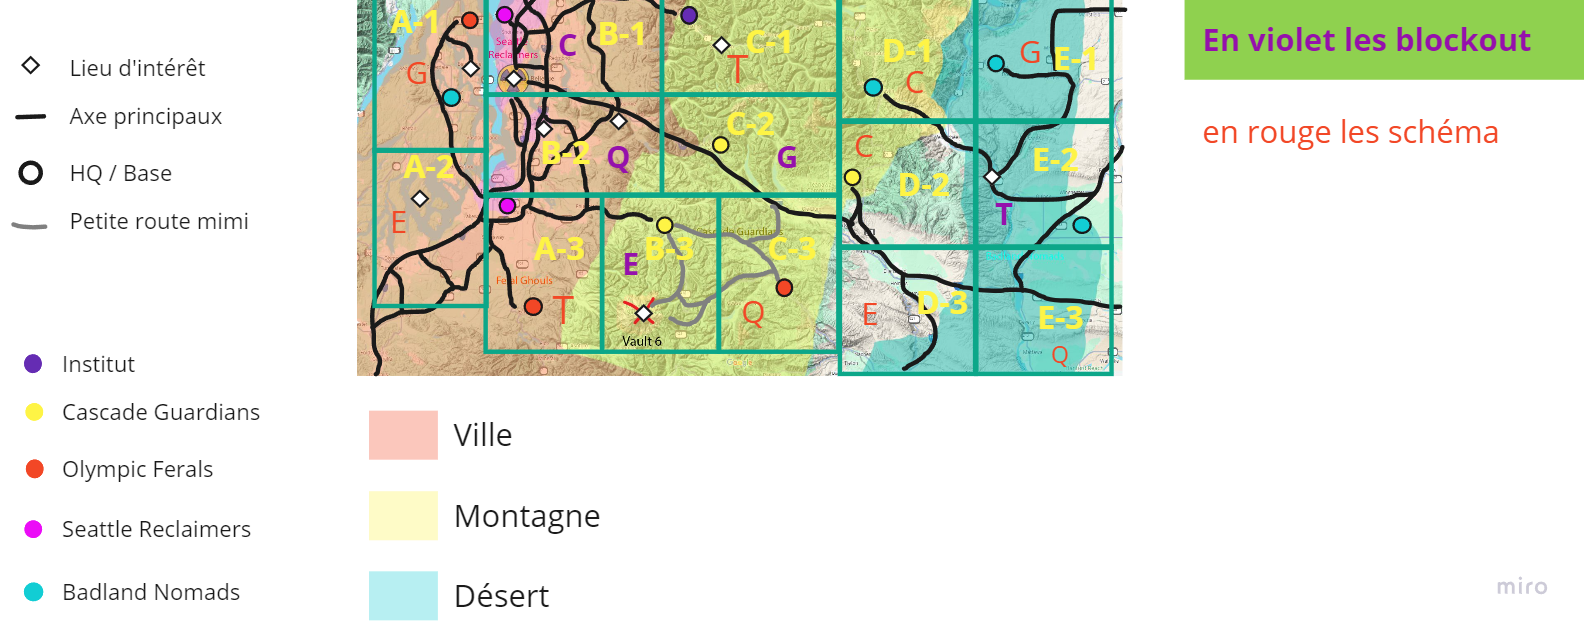 Lieu d'intérêt
Axe principaux
HQ / Base
Petite route mimi
Institut
Cascade Guardians
Olympic Ferals
Seattle Reclaimers
Badland Nomads
A-1
G
Seattle
Reclaimers
C
B-1
C-1
T
D-1
C
G
E-1
A-2
E
B-2
Q
C-2
G
C
D-2
E-2
T
A-3
Feral Ghouls
T
E
B-3
Cascade Guardians
C-3
Q
Vault 6
E
D-3
E-3
Q
Ville
Montagne
Désert
En violet les blockout
en rouge les schéma
miro